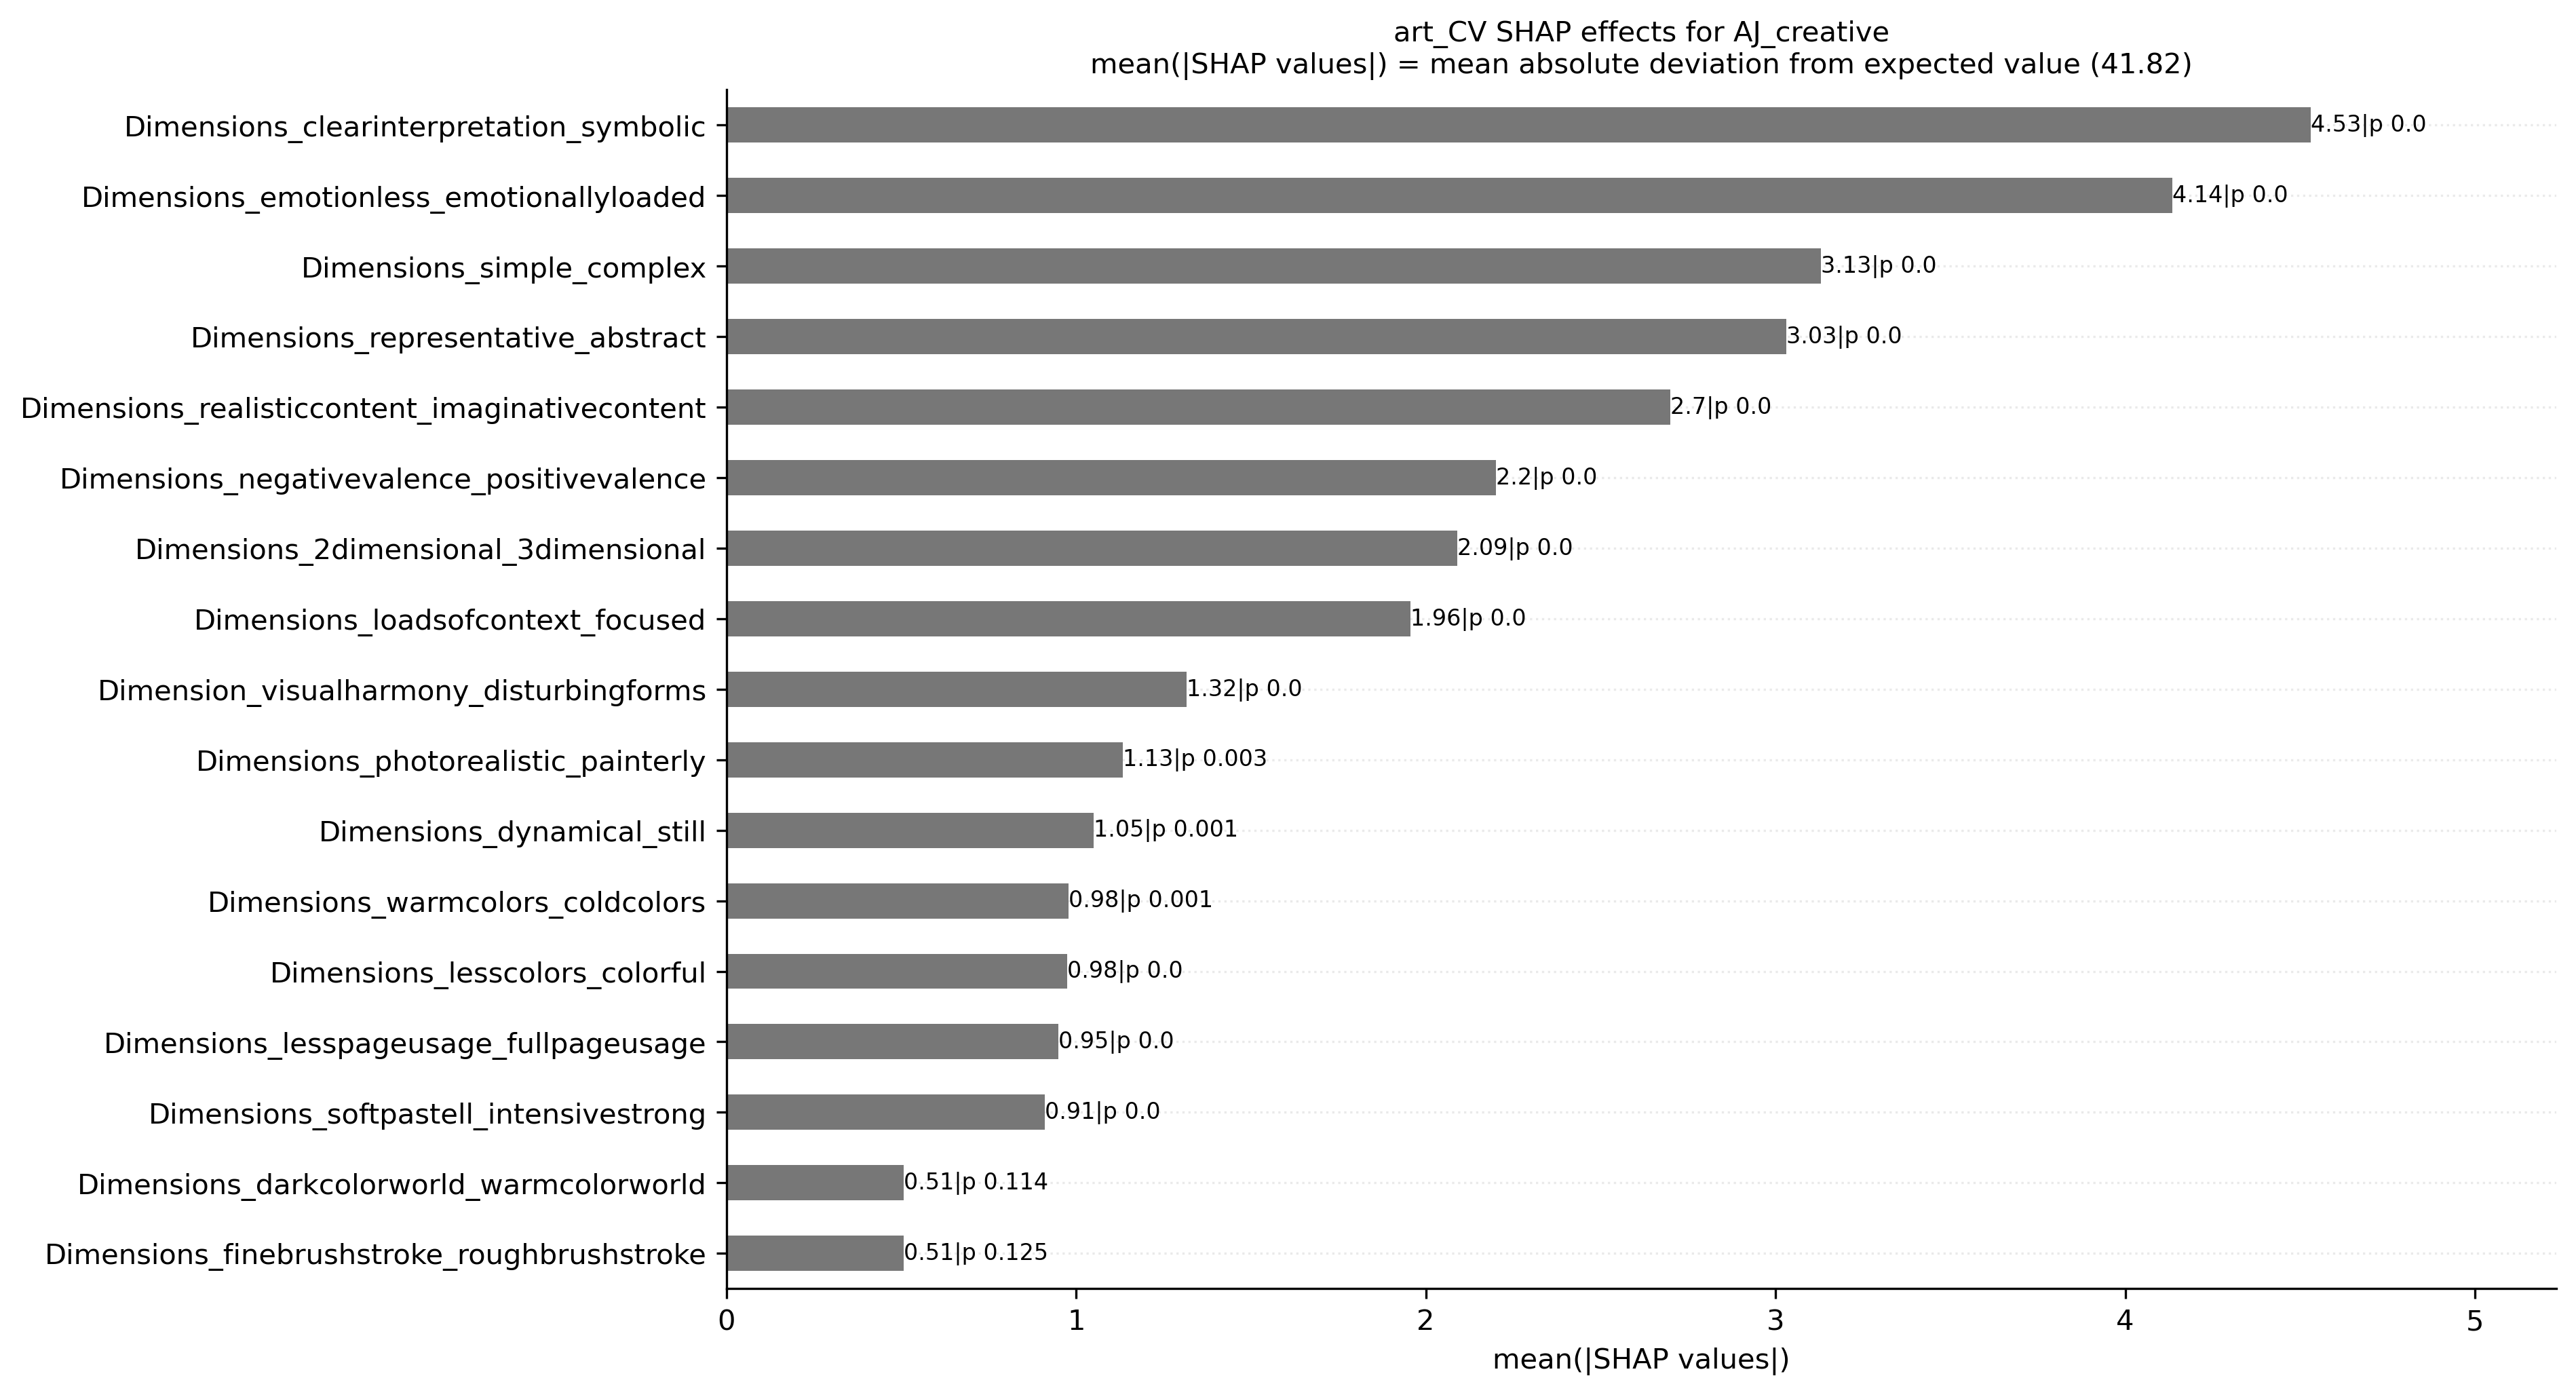 art_CV SHAP effects for AJ_creative
mean(|SHAP values|) = mean absolute deviation from expected value (41.82)
Dimensions_clearinterpretation_symbolic 4.53|p 0.0
Dimensions_emotionless_emotionallyloaded 4.14|p 0.0
Dimensions_simple_complex 3.13|p 0.0
Dimensions_representative_abstract 3.03|p 0.0
Dimensions_realisticcontent_imaginativecontent 2.7|p 0.0
Dimensions_negativevalence_positivevalence 2.2|p 0.0
Dimensions_2dimensional_3dimensional 2.09|p 0.0
Dimensions_loadsofcontext_focused 1.96|p 0.0
Dimension_visualharmony_disturbingforms 1.32|p 0.0
Dimensions_photorealistic_painterly 1.13|p 0.003
Dimensions_dynamical_still 1.05|p 0.001
Dimensions_warmcolors_coldcolors 0.98|p 0.001
Dimensions_lesscolors_colorful 0.98|p 0.0
Dimensions_lesspageusage_fullpageusage 0.95|p 0.0
Dimensions_softpastell_intensivestrong 0.91|p 0.0
Dimensions_darkcolorworld_warmcolorworld 0.51|p 0.114
Dimensions_finebrushstroke_roughbrushstroke 0.51|p 0.125
0 1 2 3 4 5
mean(|SHAP values|)